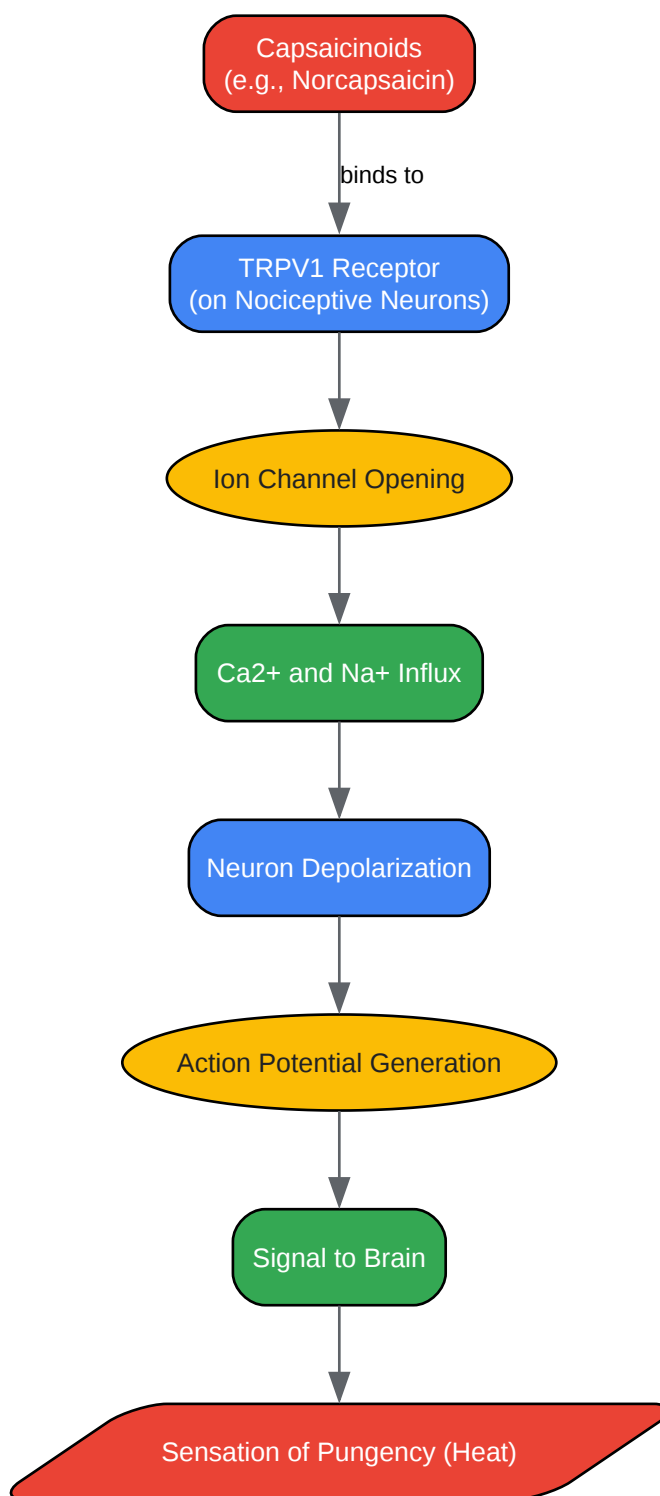 Capsaicinoids
(e.g., Norcapsaicin)
binds to
TRPV1 Receptor
(on Nociceptive Neurons)
Ion Channel Opening
Ca2+ and Na+ Influx
Neuron Depolarization
Action Potential Generation
Signal to Brain
Sensation of Pungency (Heat)